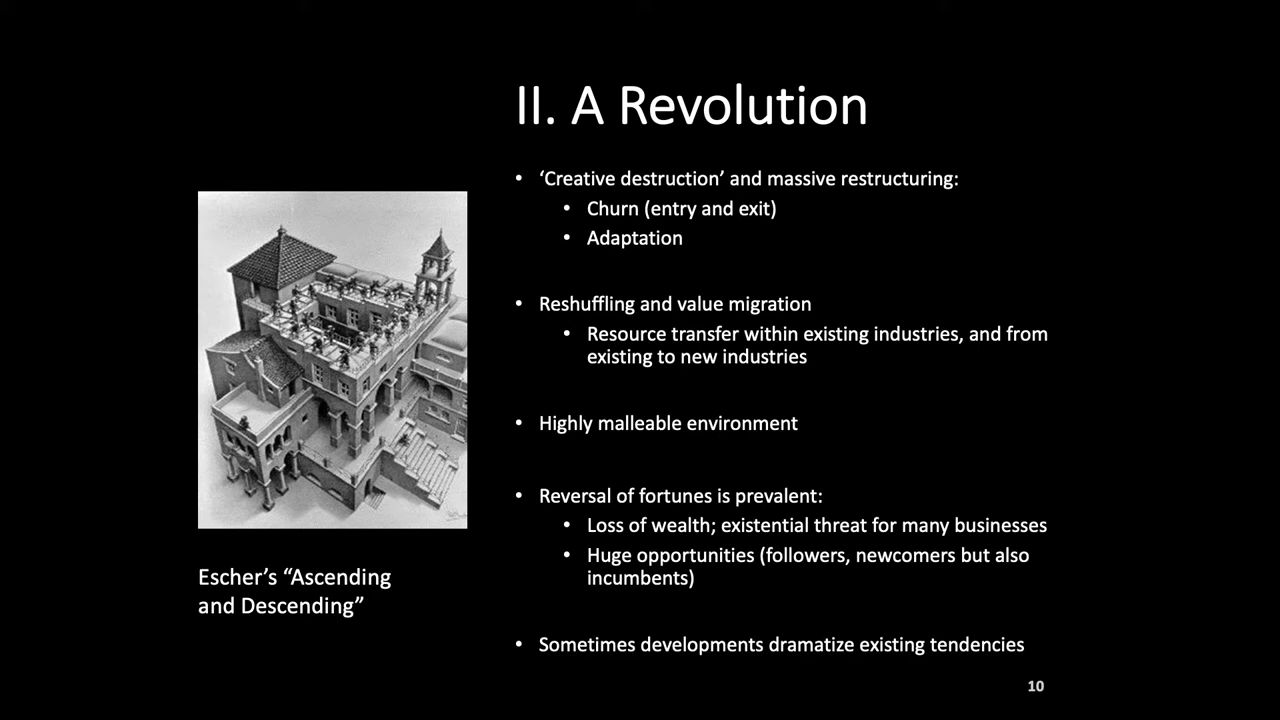 II. A Revolution
• ‘Creative destruction’ and massive restructuring:
• Churn (entry and exit)
• Adaptation
• Reshuffling and value migration
• Resource transfer within existing industries, and from
existing to new industries
• Highly malleable environment
• Reversal of fortunes is prevalent:
• Loss of wealth; existential threat for many businesses
• Huge opportunities (followers, newcomers but also
incumbents)
• Sometimes developments dramatize existing tendencies
Escher’s “Ascending
and Descending”
10